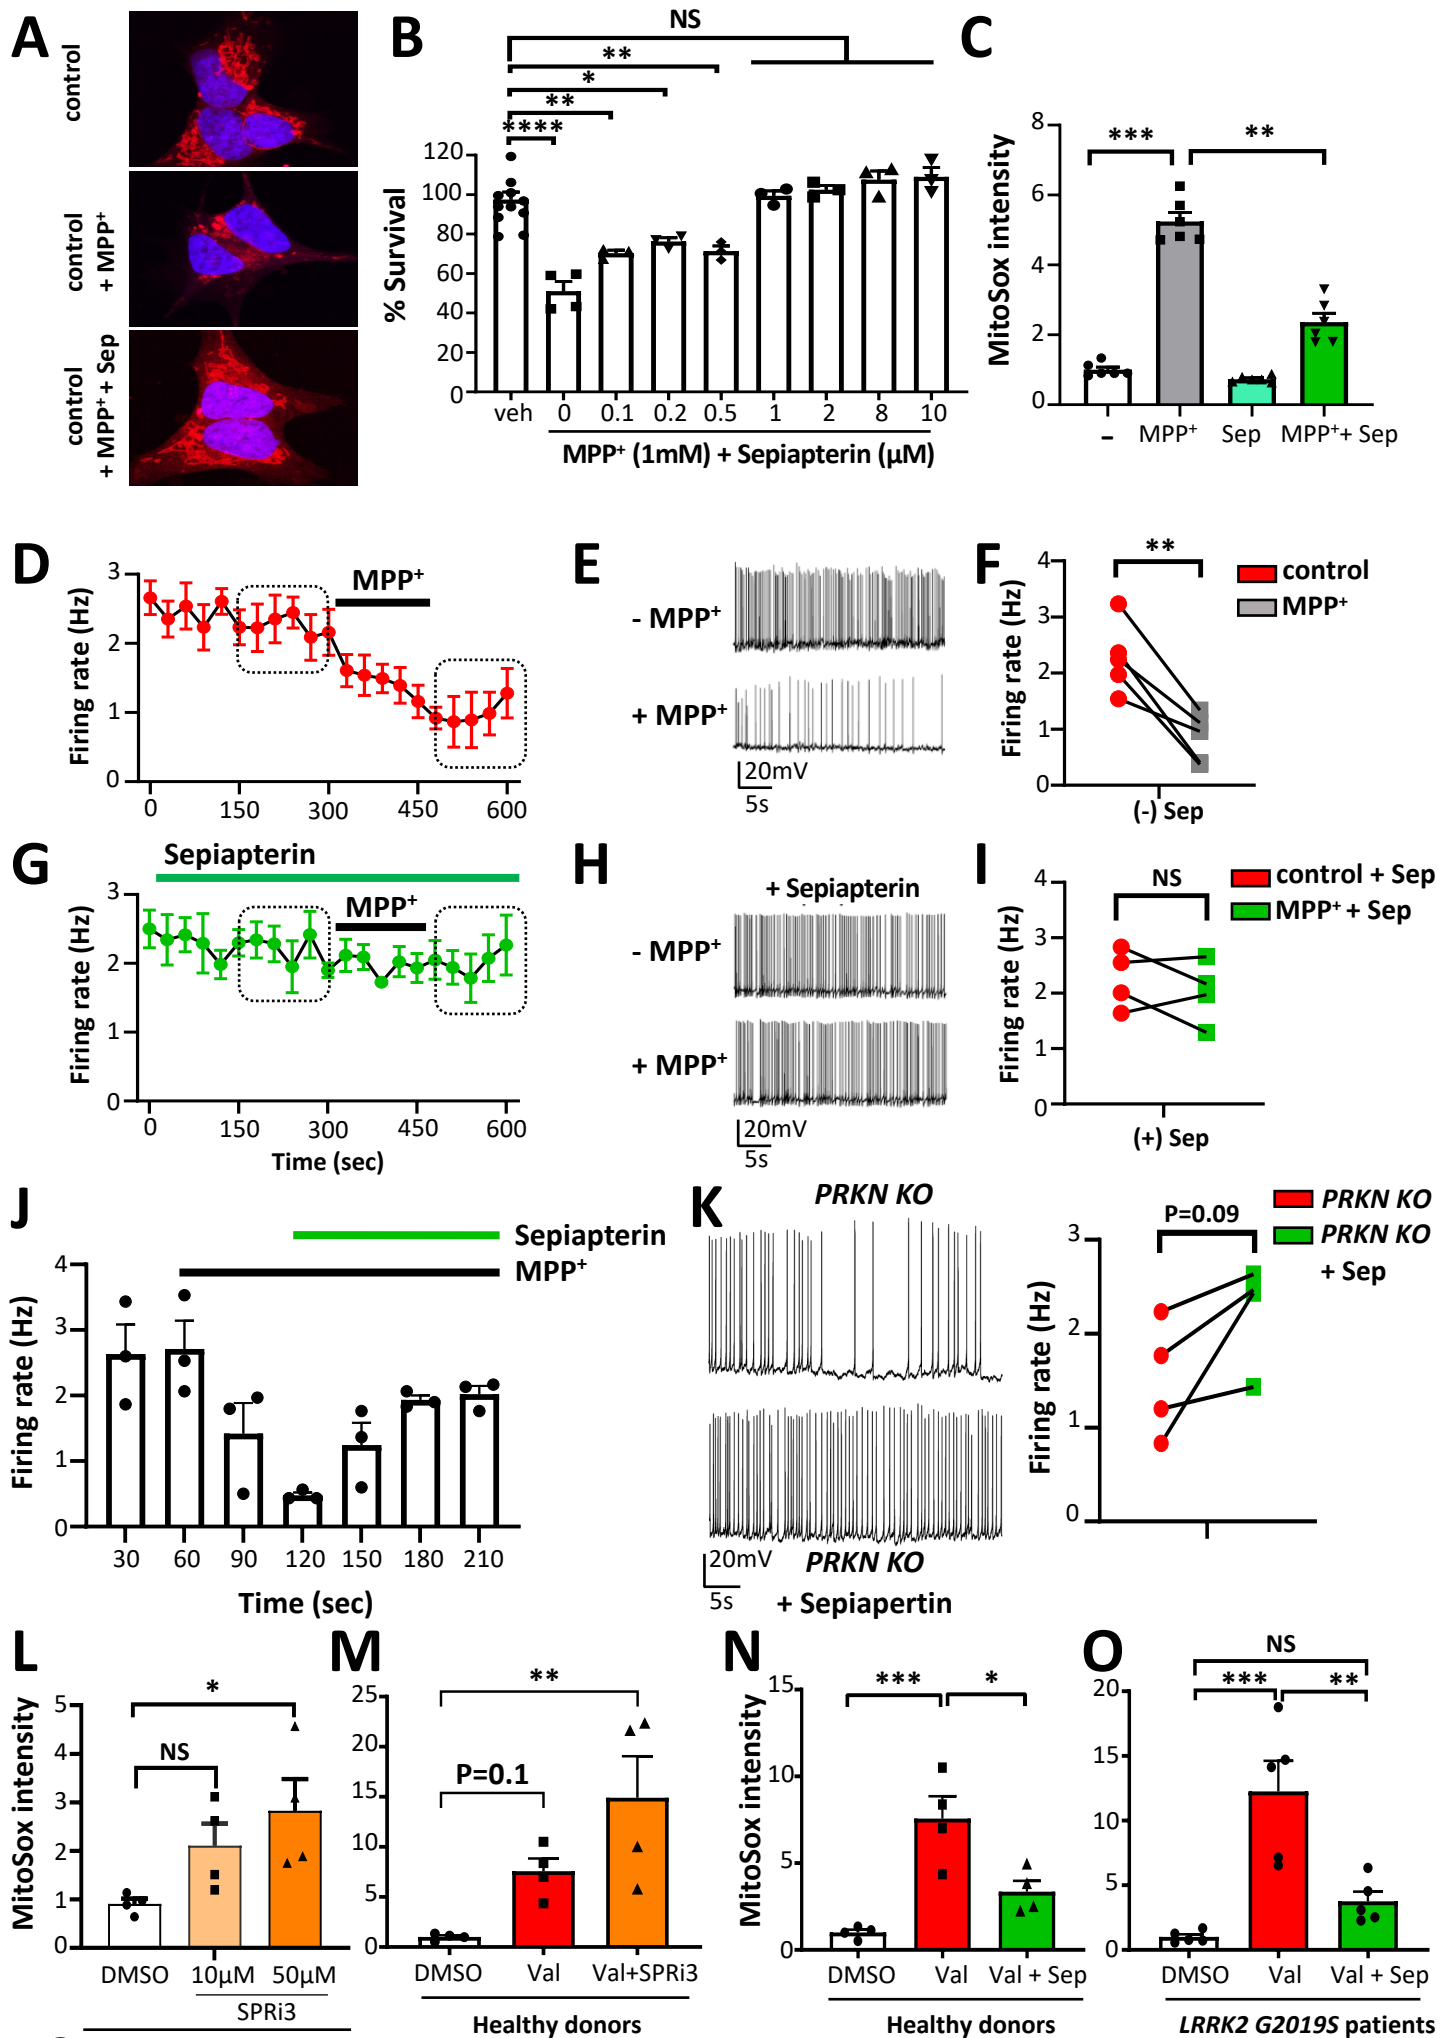 A
control
control
+ MPP⁺
control
+ MPP⁺ + Sep
B
NS
**
*
**
****
% Survival
120
100
80
60
40
20
0
veh
0
0.1
0.2
0.5
1
2
8
10
MPP⁺ (1mM) + Sepiapterin (μM)
C
MitoSox intensity
***
**
8
6
4
2
0
-
MPP⁺
Sep
MPP⁺+ Sep
D
Firing rate (Hz)
3
2
1
0
MPP⁺
0
150
300
450
600
E
- MPP⁺
+ MPP⁺
20mV
5s
F
Firing rate (Hz)
4
3
2
1
0
**
control
MPP⁺
(-) Sep
G
Sepiapterin
Firing rate (Hz)
3
2
1
0
MPP⁺
0
150
300
450
600
Time (sec)
H
+ Sepiapterin
- MPP⁺
+ MPP⁺
20mV
5s
I
Firing rate (Hz)
4
3
2
1
0
NS
control + Sep
MPP⁺ + Sep
(+) Sep
J
Sepiapterin
MPP⁺
Firing rate (Hz)
4
3
2
1
0
30
60
90
120
150
180
210
Time (sec)
K
PRKN KO
20mV
5s
PRKN KO
+ Sepiapertin
Firing rate (Hz)
3
2
1
0
P=0.09
PRKN KO
PRKN KO
+ Sep
L
MitoSox intensity
5
4
3
2
1
0
*
NS
DMSO
10μM
50μM
SPRi3
M
25
20
15
10
5
0
**
P=0.1
DMSO
Val
Val+SPRi3
Healthy donors
N
MitoSox intensity
15
10
5
0
***
*
DMSO
Val
Val + Sep
Healthy donors
O
20
15
10
5
0
NS
***
**
DMSO
Val
Val + Sep
LRRK2 G2019S patients